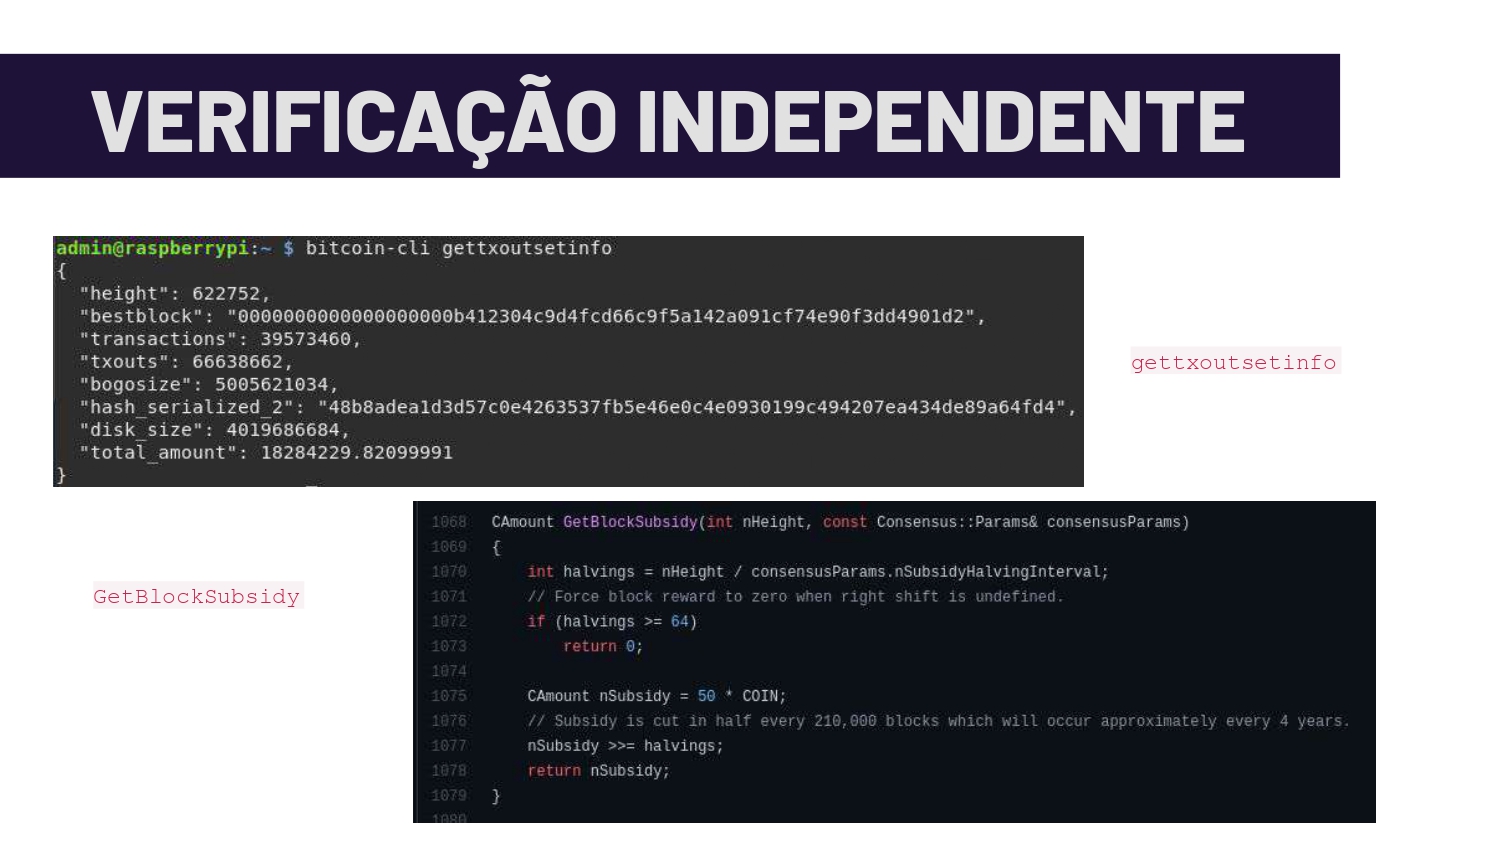 VERIFICAÇÃO INDEPENDENTE
admin@raspberrypi:~ $ bitcoin-cli gettxoutsetinfo
{
  "height": 622752,
  "bestblock": "0000000000000000000b412304c9d4fcd66c9f5a142a091cf74e90f3dd4901d2",
  "transactions": 39573460,
  "txouts": 66638662,
  "bogosize": 5005621034,
  "hash_serialized_2": "48b8adea1d3d57c0e4263537fb5e46e0c4e0930199c494207ea434de89a64fd4",
  "disk_size": 4019686684,
  "total_amount": 18284229.82099991
}
gettxoutsetinfo
GetBlockSubsidy
1068 CAmount GetBlockSubsidy(int nHeight, const Consensus::Params& consensusParams)
1069 {
1070     int halvings = nHeight / consensusParams.nSubsidyHalvingInterval;
1071     // Force block reward to zero when right shift is undefined.
1072     if (halvings >= 64)
1073         return 0;
1074
1075     CAmount nSubsidy = 50 * COIN;
1076     // Subsidy is cut in half every 210,000 blocks which will occur approximately every 4 years.
1077     nSubsidy >>= halvings;
1078     return nSubsidy;
1079 }
1080